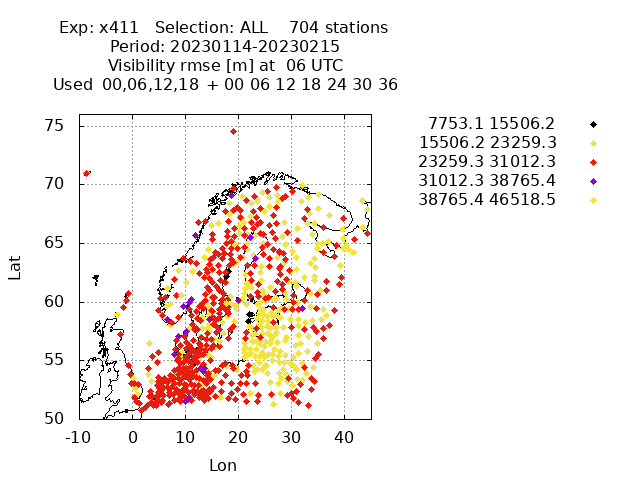 Exp: x411 Selection: ALL 704 stations
Period: 20230114-20230215
Visibility rmse [m] at 06 UTC
Used 00,06,12,18 + 00 06 12 18 24 30 36
7753.1 15506.2
15506.2 23259.3
23259.3 31012.3
31012.3 38765.4
38765.4 46518.5
75
70
65
60
55
50
Lat
-10 0 10 20 30 40
Lon